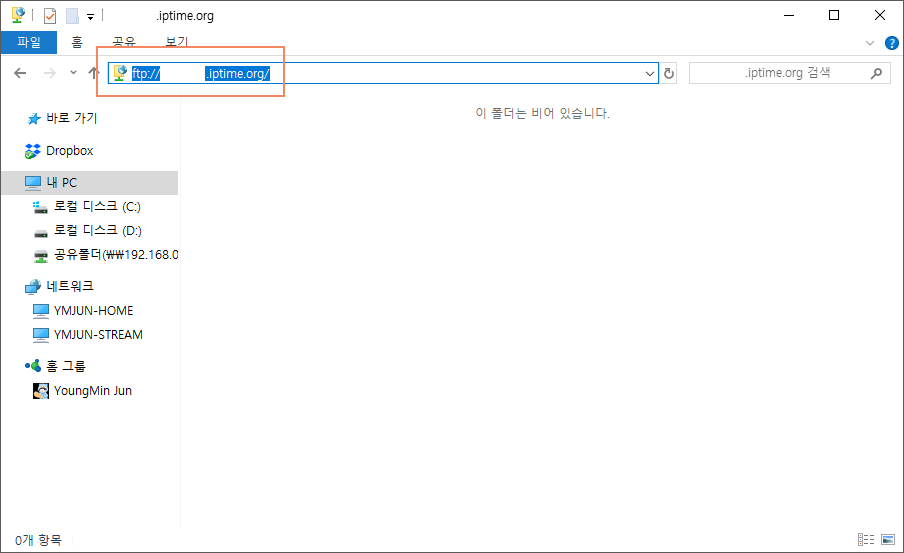 .iptime.org
파일 홈 공유 보기
ftp:// .iptime.org/
.iptime.org 검색
바로 가기
이 폴더는 비어 있습니다.
Dropbox
내 PC
로컬 디스크 (C:)
로컬 디스크 (D:)
공유폴더(₩₩192.168.0
네트워크
YMJUN-HOME
YMJUN-STREAM
홈 그룹
YoungMin Jun
0개 항목